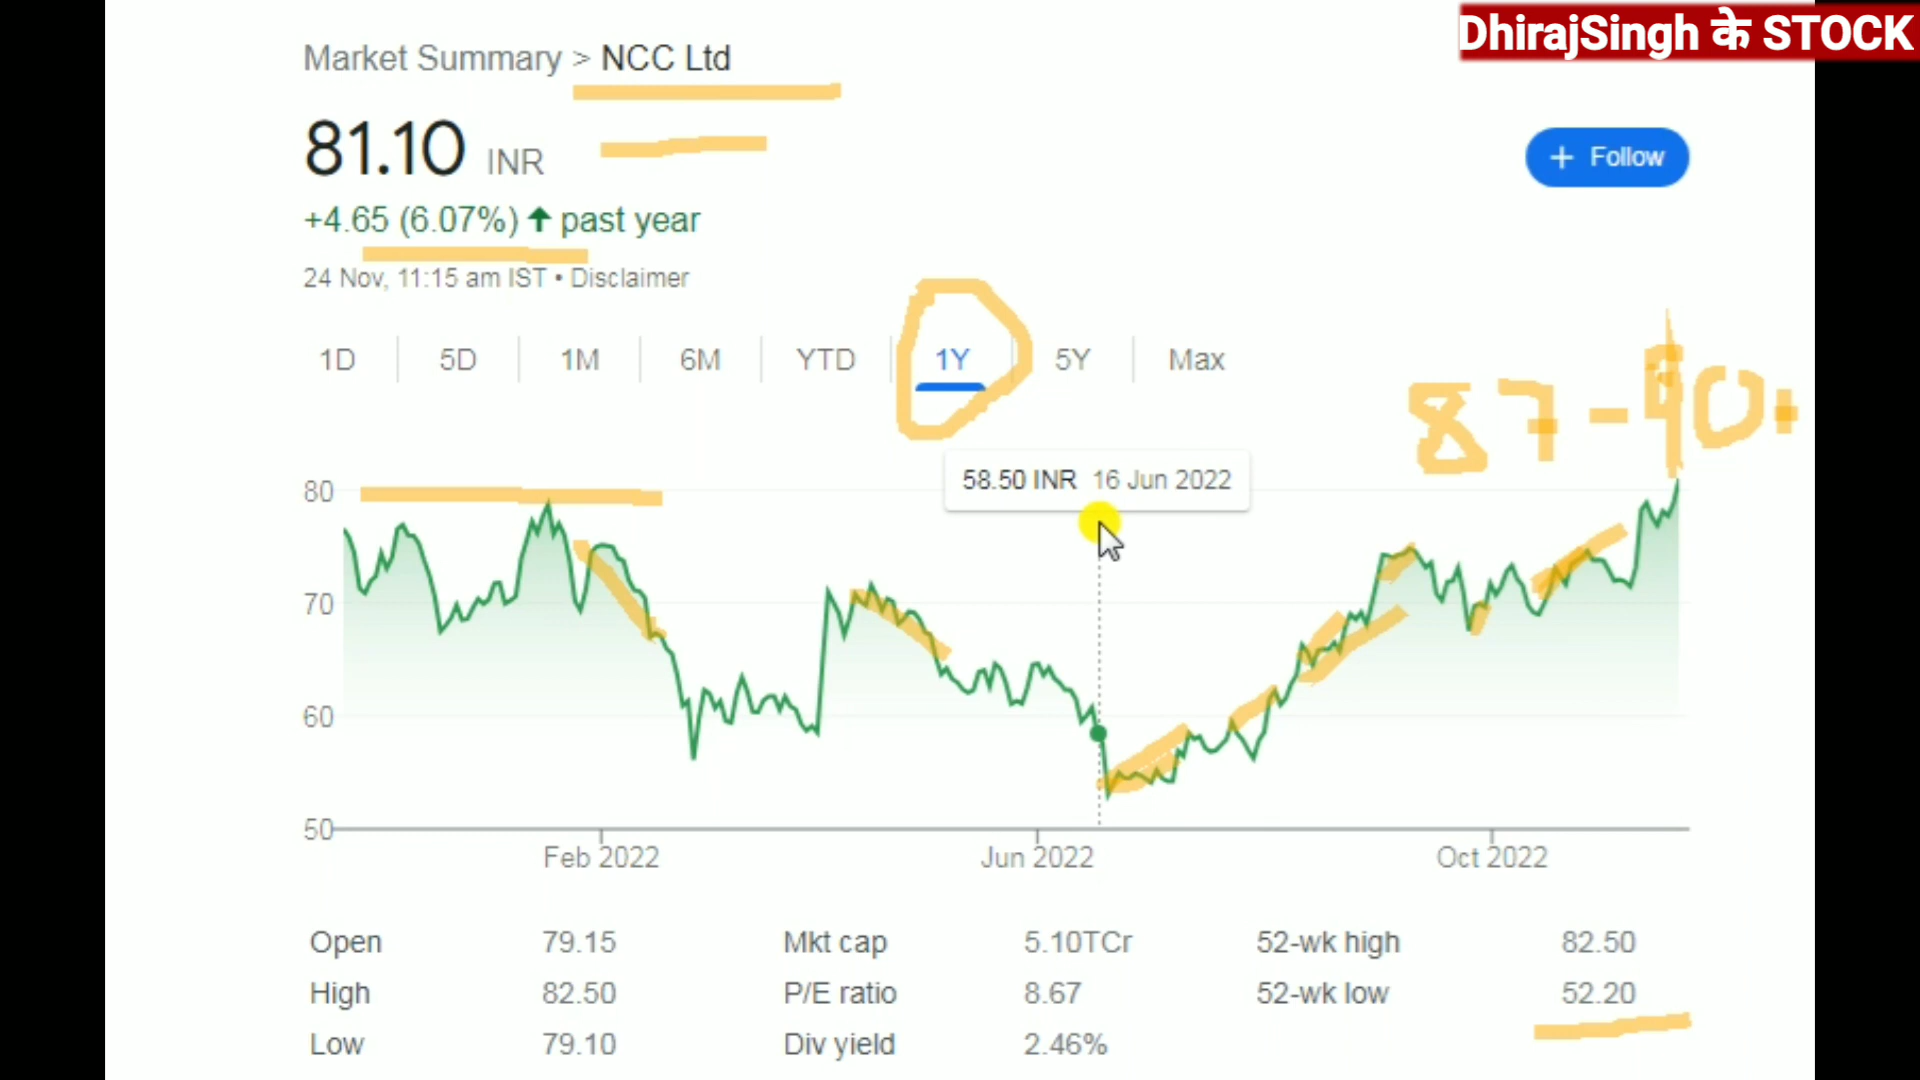 DhirajSingh के STOCK
Market Summary > NCC Ltd
81.10 INR
+ Follow
+4.65 (6.07%) ↑ past year
24 Nov, 11:15 am IST • Disclaimer
1D 5D 1M 6M YTD 1Y 5Y Max
87-90+
58.50 INR 16 Jun 2022
80
70
60
50
Feb 2022 Jun 2022 Oct 2022
Open 79.15 Mkt cap 5.10TCr 52-wk high 82.50
High 82.50 P/E ratio 8.67 52-wk low 52.20
Low 79.10 Div yield 2.46%